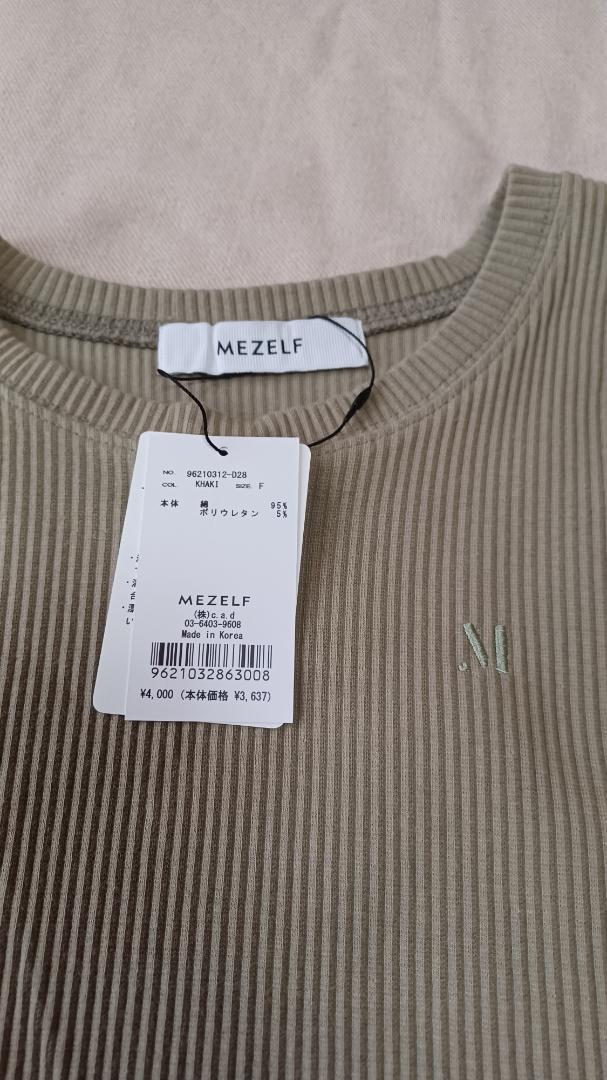 MEZELF
NO. 96210312-D28
COL. KHAKI SIZE. F
本体 綿 95%
ポリウレタン 5%
MEZELF
(株)c.a.d
03-6403-9608
Made in Korea
9621032863008
¥4,000 (本体価格 ¥3,637)
.M